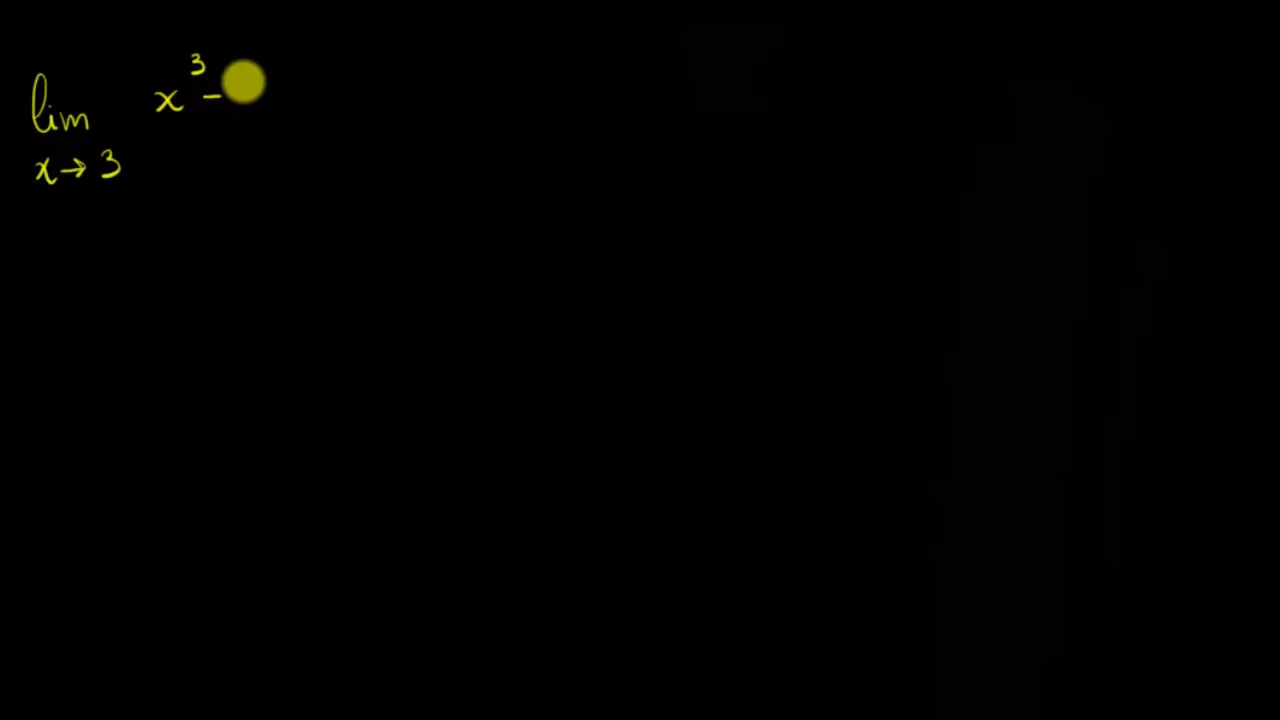 lim x³ -
x → 3